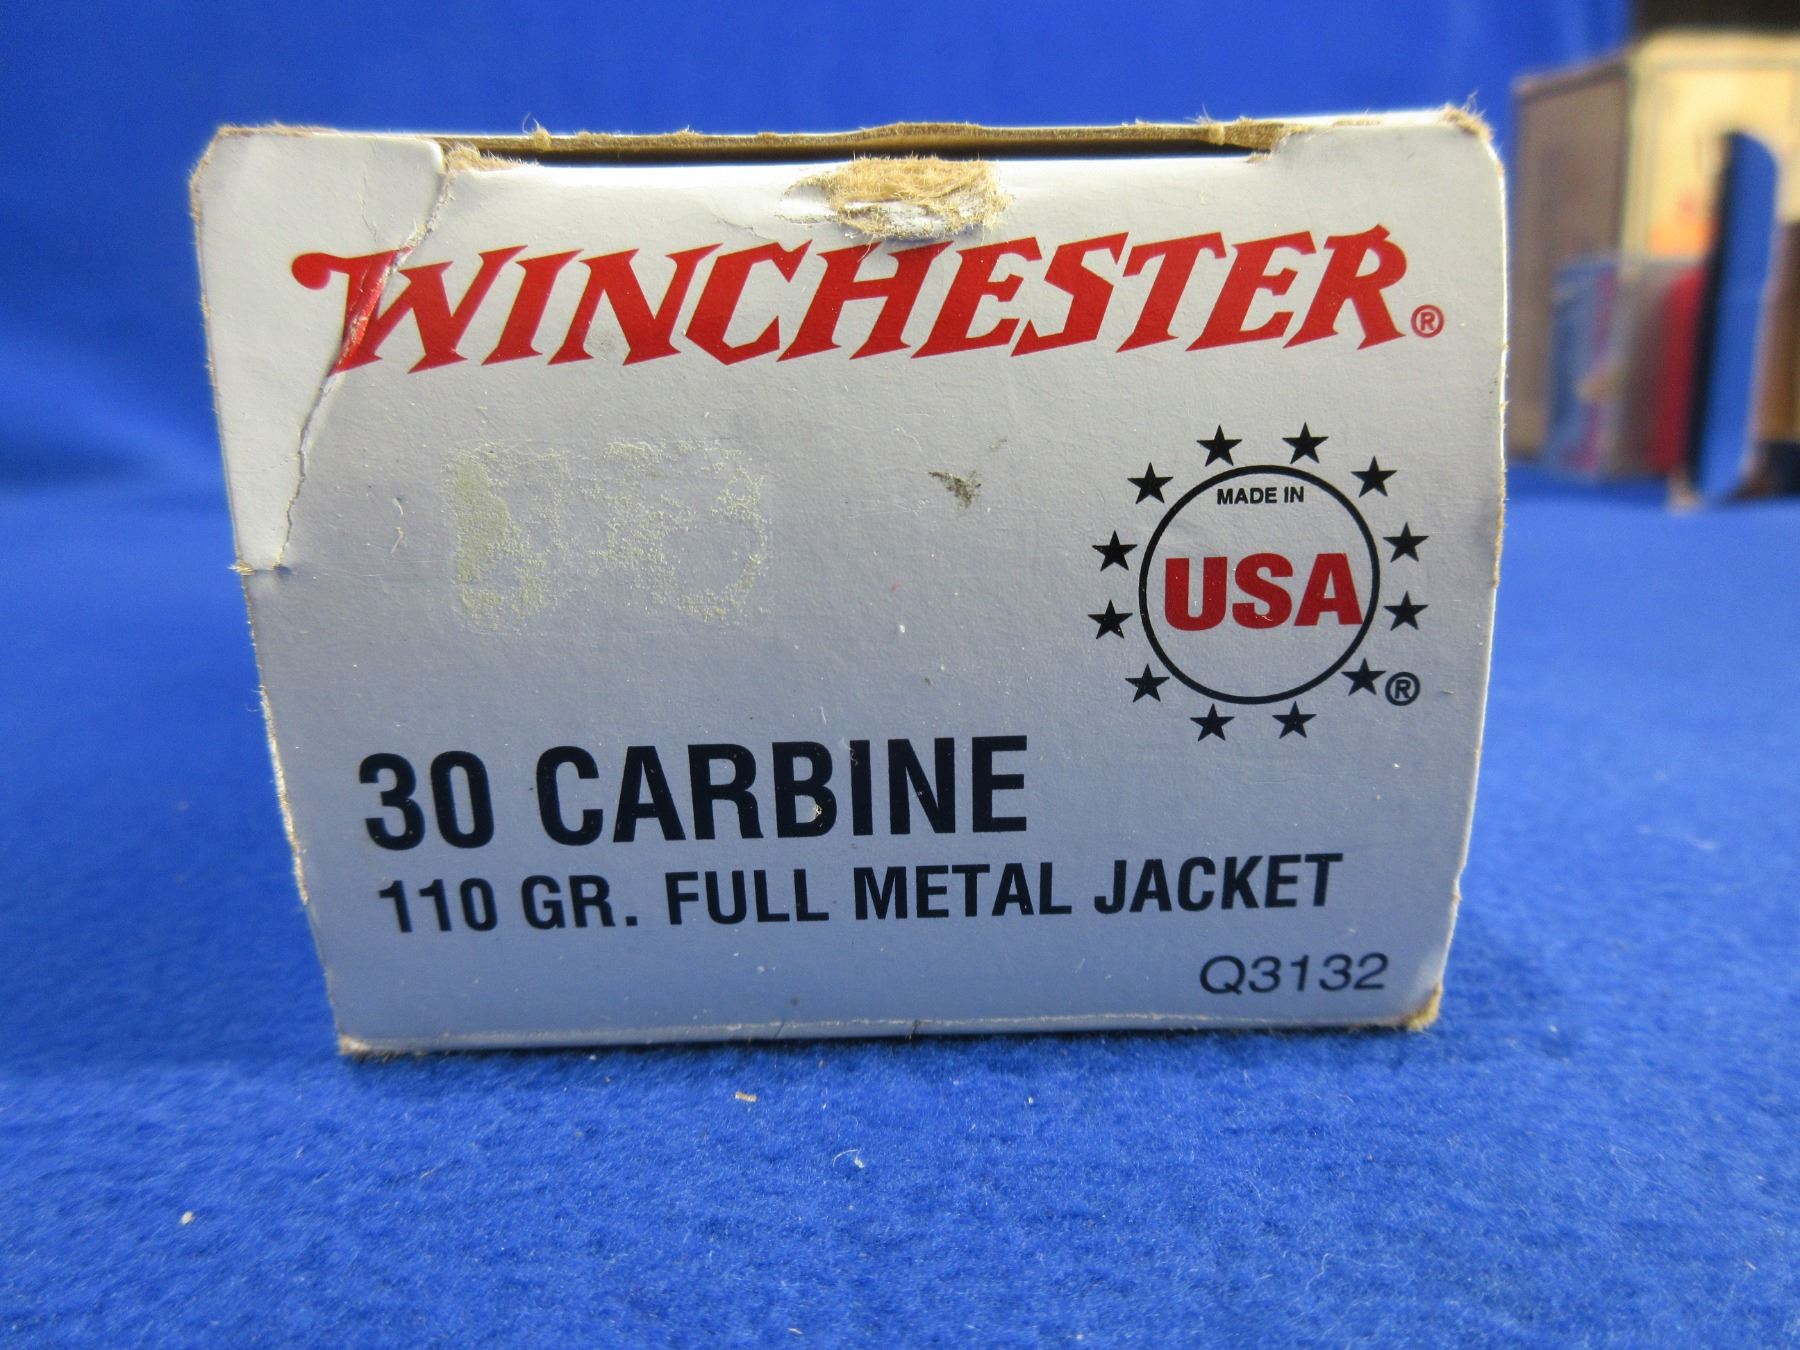 WINCHESTER®
MADE IN
USA
®
30 CARBINE
110 GR. FULL METAL JACKET
Q3132